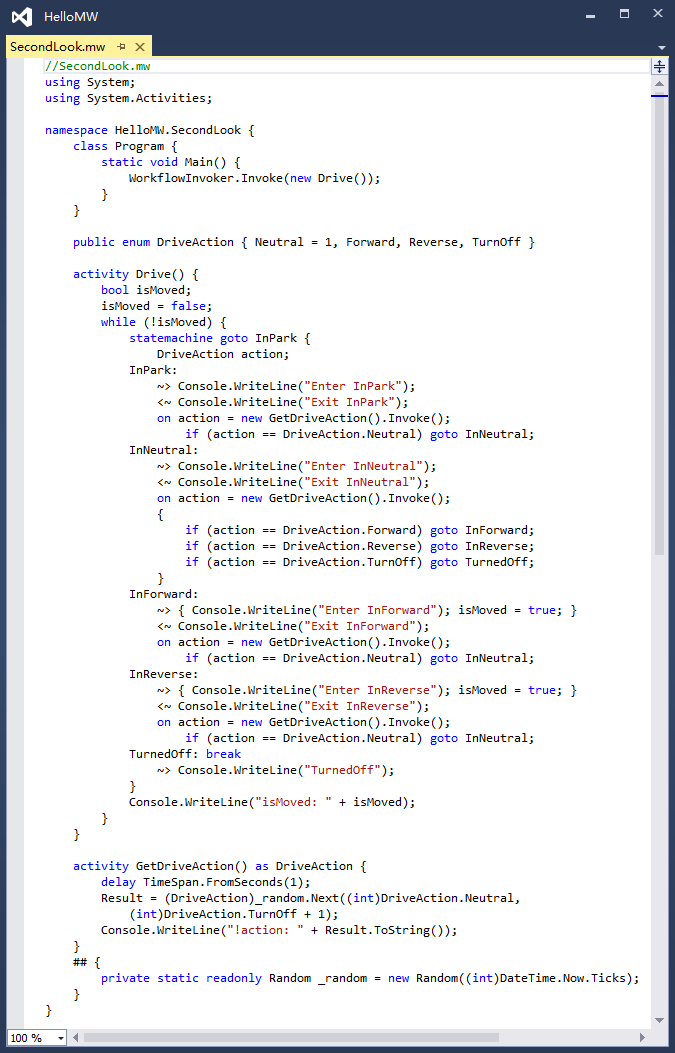 HelloMW
SecondLook.mw
//SecondLook.mw
using System;
using System.Activities;
namespace HelloMW.SecondLook {
class Program {
static void Main() {
WorkflowInvoker.Invoke(new Drive());
}
}
public enum DriveAction { Neutral = 1, Forward, Reverse, TurnOff }
activity Drive() {
bool isMoved;
isMoved = false;
while (!isMoved) {
statemachine goto InPark {
DriveAction action;
InPark:
~> Console.WriteLine("Enter InPark");
<~ Console.WriteLine("Exit InPark");
on action = new GetDriveAction().Invoke();
if (action == DriveAction.Neutral) goto InNeutral;
InNeutral:
~> Console.WriteLine("Enter InNeutral");
<~ Console.WriteLine("Exit InNeutral");
on action = new GetDriveAction().Invoke();
{
if (action == DriveAction.Forward) goto InForward;
if (action == DriveAction.Reverse) goto InReverse;
if (action == DriveAction.TurnOff) goto TurnedOff;
}
InForward:
~> { Console.WriteLine("Enter InForward"); isMoved = true; }
<~ Console.WriteLine("Exit InForward");
on action = new GetDriveAction().Invoke();
if (action == DriveAction.Neutral) goto InNeutral;
InReverse:
~> { Console.WriteLine("Enter InReverse"); isMoved = true; }
<~ Console.WriteLine("Exit InReverse");
on action = new GetDriveAction().Invoke();
if (action == DriveAction.Neutral) goto InNeutral;
TurnedOff: break
~> Console.WriteLine("TurnedOff");
}
Console.WriteLine("isMoved: " + isMoved);
}
}
activity GetDriveAction() as DriveAction {
delay TimeSpan.FromSeconds(1);
Result = (DriveAction)_random.Next((int)DriveAction.Neutral,
(int)DriveAction.TurnOff + 1);
Console.WriteLine("!action: " + Result.ToString());
}
## {
private static readonly Random _random = new Random((int)DateTime.Now.Ticks);
}
}
100 %